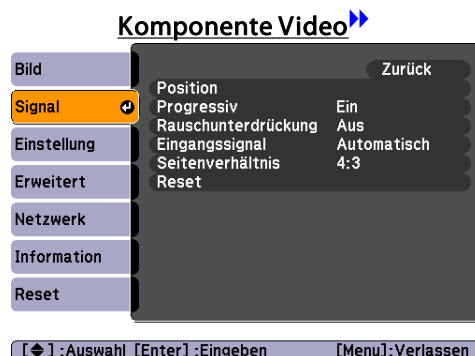 Komponente Video
Bild
Signal
Einstellung
Erweitert
Netzwerk
Information
Reset
Zurück
Position
Progressiv Ein
Rauschunterdrückung Aus
Eingangssignal Automatisch
Seitenverhältnis 4:3
Reset
[◆] :Auswahl [Enter] :Eingeben [Menu]:Verlassen